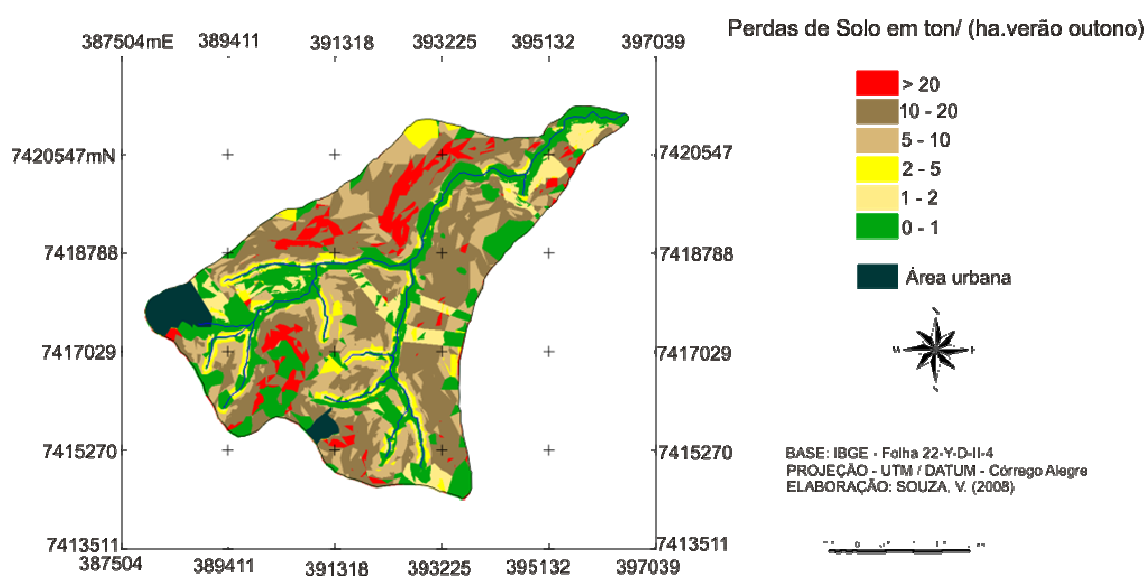 Perdas de Solo em ton/ (ha.verão outono)
387504mE 389411 391318 393225 395132 397039
> 20
10 - 20
5 - 10
2 - 5
1 - 2
0 - 1
Área urbana
7420547mN 7420547
7418788 7418788
7417029 7417029
7415270 7415270
7413511 7413511
387504 389411 391318 393225 395132 397039
BASE: IBGE - Folha 22-Y-D-II-4
PROJEÇÃO - UTM / DATUM - Córrego Alegre
ELABORAÇÃO: SOUZA, V. (2008)